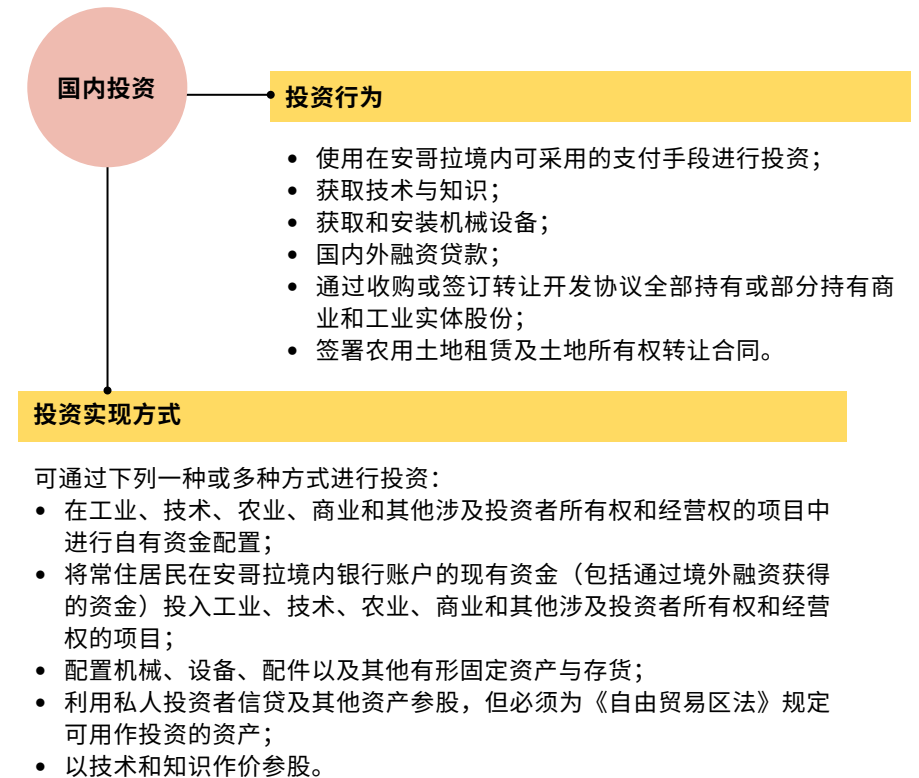 国内投资
投资行为
• 使用在安哥拉境内可采用的支付手段进行投资；
• 获取技术与知识；
• 获取和安装机械设备；
• 国内外融资贷款；
• 通过收购或签订转让开发协议全部持有或部分持有商
业和工业实体股份；
• 签署农用土地租赁及土地所有权转让合同。
投资实现方式
可通过下列一种或多种方式进行投资：
• 在工业、技术、农业、商业和其他涉及投资者所有权和经营权的项目中
进行自有资金配置；
• 将常住居民在安哥拉境内银行账户的现有资金（包括通过境外融资获得
的资金）投入工业、技术、农业、商业和其他涉及投资者所有权和经营
权的项目；
• 配置机械、设备、配件以及其他有形固定资产与存货；
• 利用私人投资者信贷及其他资产参股，但必须为《自由贸易区法》规定
可用作投资的资产；
• 以技术和知识作价参股。